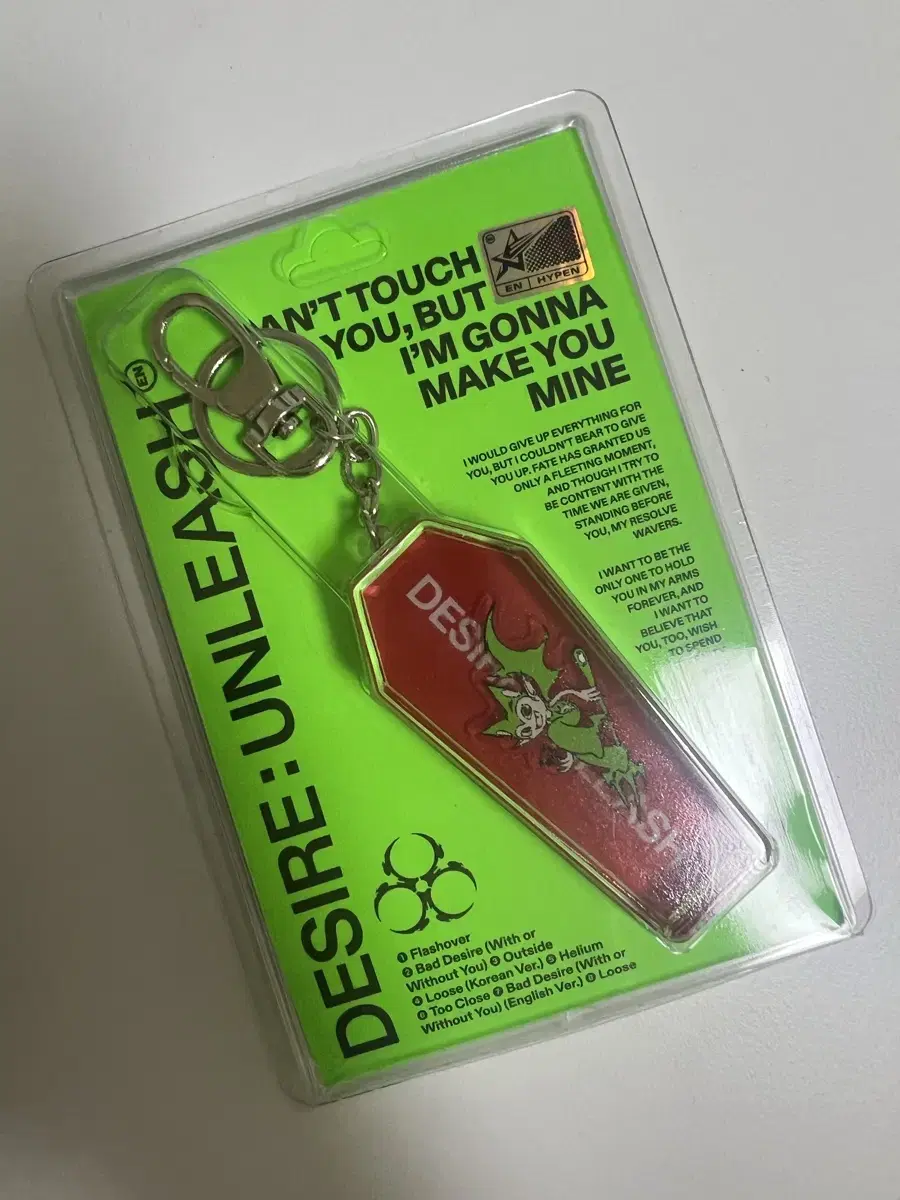 AN'T TOUCH
YOU, BUT
I'M GONNA
MAKE YOU
MINE
EN HYPEN
I WOULD GIVE UP EVERYTHING FOR
YOU, BUT I COULDN'T BEAR TO GIVE
YOU UP. FATE HAS GRANTED US
ONLY A FLEETING MOMENT,
AND THOUGH I TRY TO
BE CONTENT WITH THE
TIME WE ARE GIVEN,
STANDING BEFORE
YOU, MY RESOLVE
WAVERS.
I WANT TO BE THE
ONLY ONE TO HOLD
YOU IN MY ARMS
FOREVER, AND
I WANT TO
BELIEVE THAT
YOU, TOO, WISH
TO SPEND
DESIRE : UNLEASH EN
DESIR
LEASH
❶ Flashover
❷ Bad Desire (With or
Without You) ❸ Outside
❹ Loose (Korean Ver.) ❺ Helium
❻ Too Close ❼ Bad Desire (With or
Without You) (English Ver.) ❽ Loose